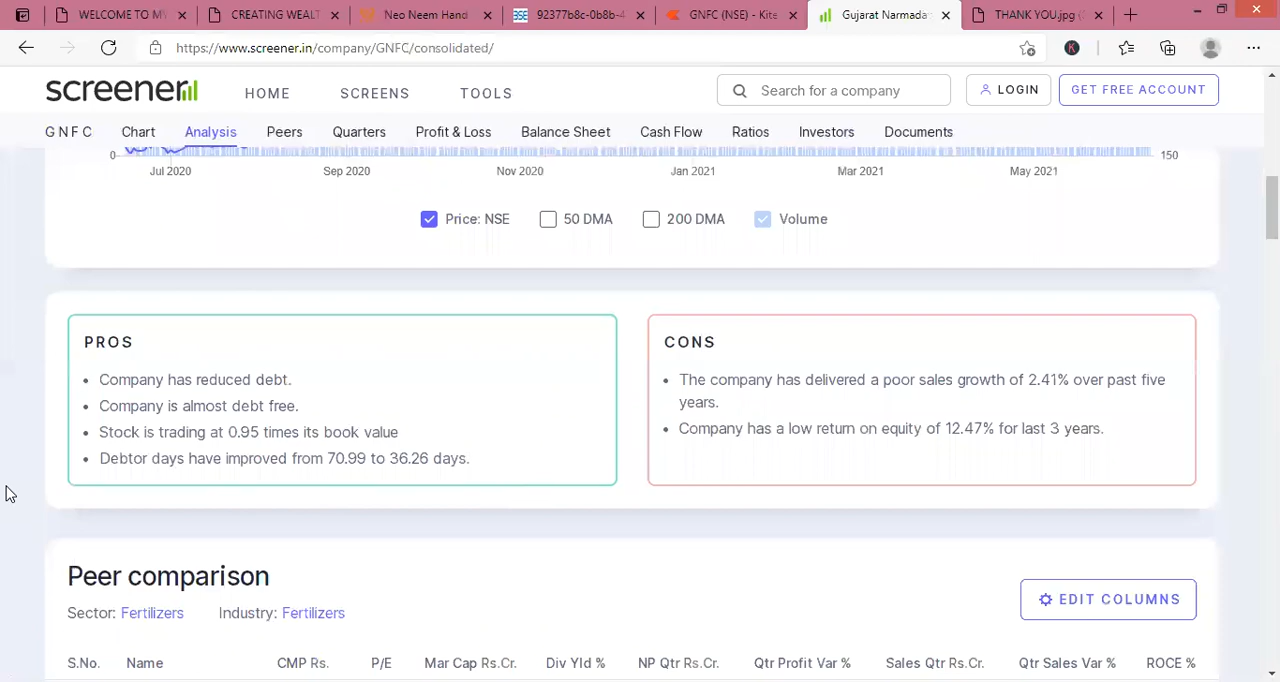 WELCOME TO MY
CREATING WEALT
Neo Neem Hand
BSE 92377b8c-0b8b-4
GNFC (NSE) - Kite
Gujarat Narmada
THANK YOU.jpg
https://www.screener.in/company/GNFC/consolidated/
screener
HOME SCREENS TOOLS
Search for a company
LOGIN
GET FREE ACCOUNT
G N F C Chart Analysis Peers Quarters Profit & Loss Balance Sheet Cash Flow Ratios Investors Documents
0 150
Jul 2020 Sep 2020 Nov 2020 Jan 2021 Mar 2021 May 2021
Price: NSE 50 DMA 200 DMA Volume
PROS
Company has reduced debt.
Company is almost debt free.
Stock is trading at 0.95 times its book value
Debtor days have improved from 70.99 to 36.26 days.
CONS
The company has delivered a poor sales growth of 2.41% over past five
years.
Company has a low return on equity of 12.47% for last 3 years.
Peer comparison
Sector: Fertilizers Industry: Fertilizers
EDIT COLUMNS
S.No. Name CMP Rs. P/E Mar Cap Rs.Cr. Div Yld % NP Qtr Rs.Cr. Qtr Profit Var % Sales Qtr Rs.Cr. Qtr Sales Var % ROCE %